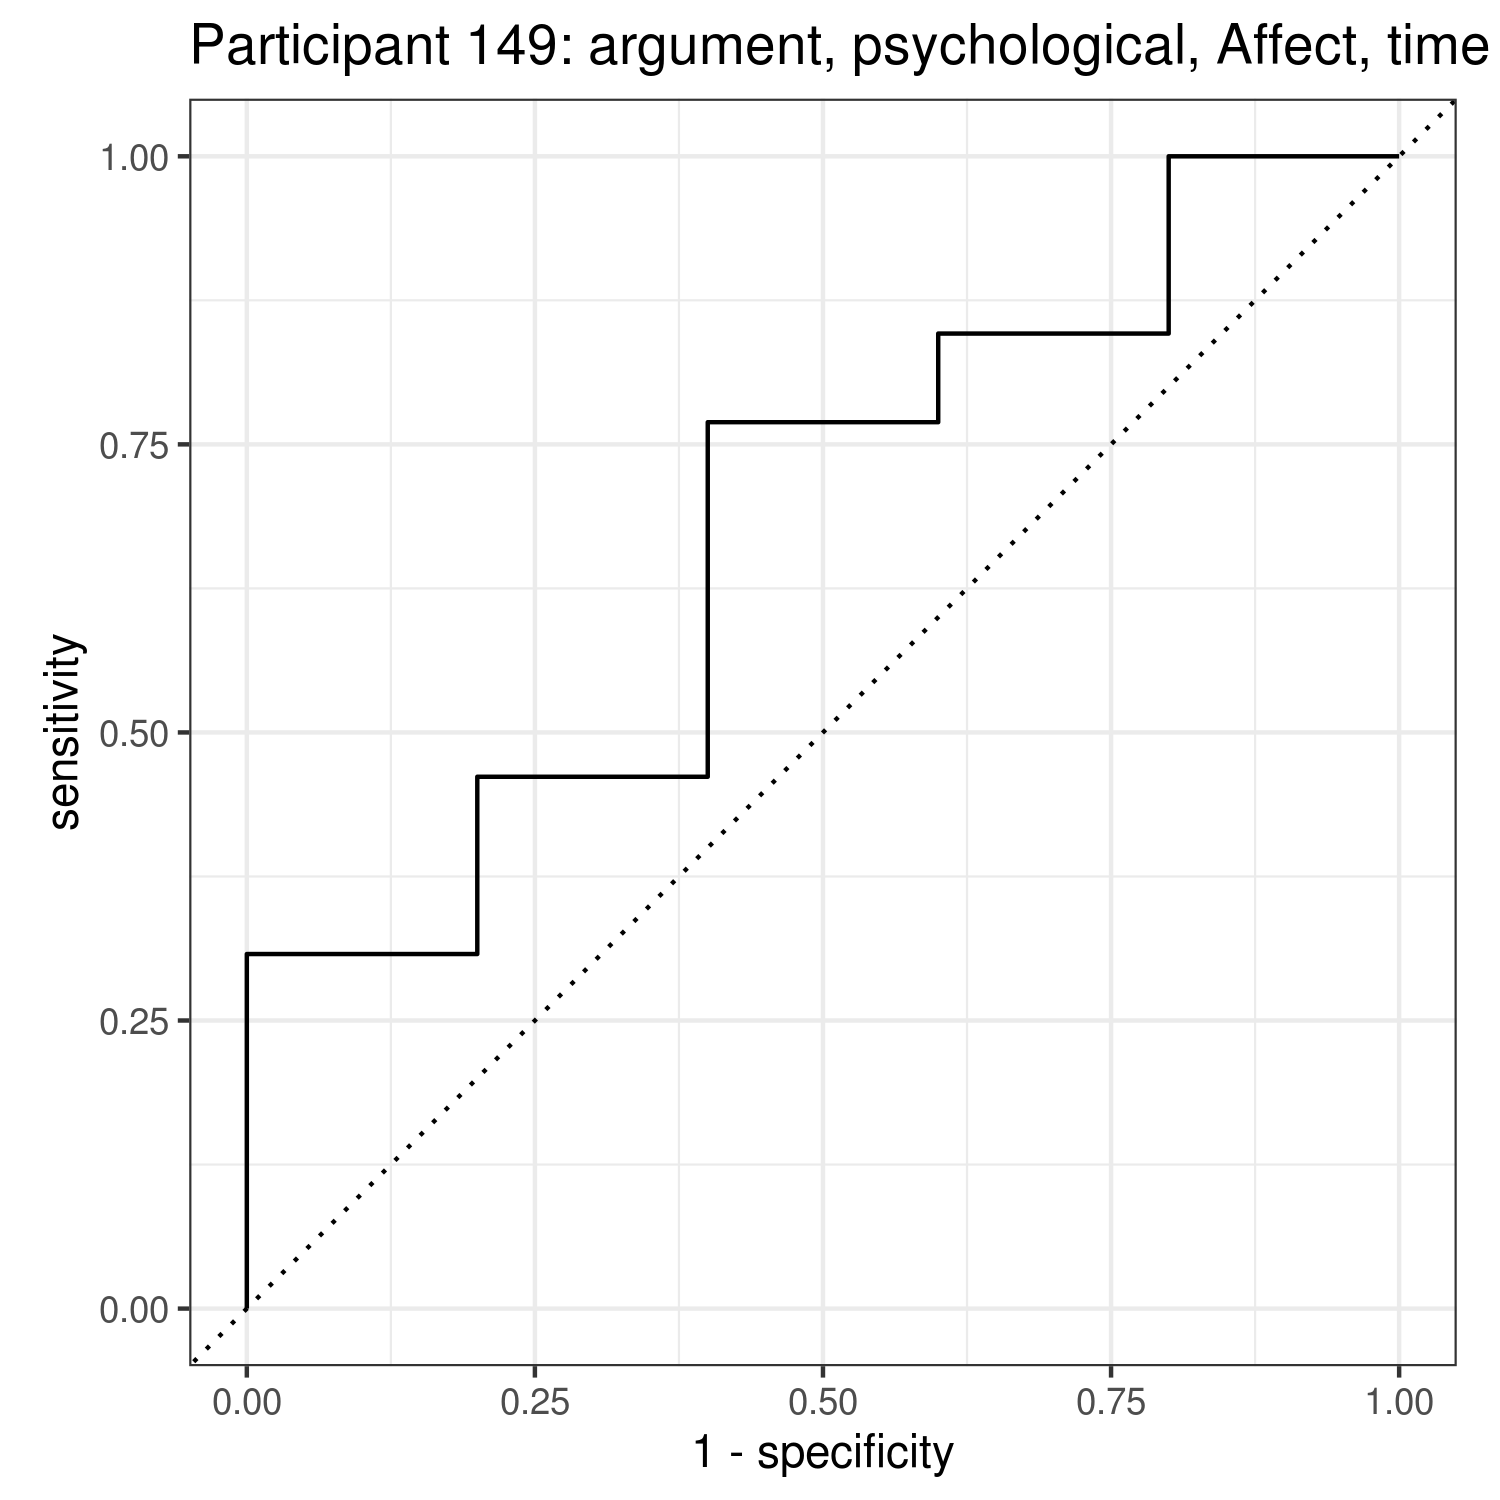 Participant 149: argument, psychological, Affect, time
1.00
0.75
0.50
0.25
0.00
sensitivity
0.00 0.25 0.50 0.75 1.00
1 - specificity